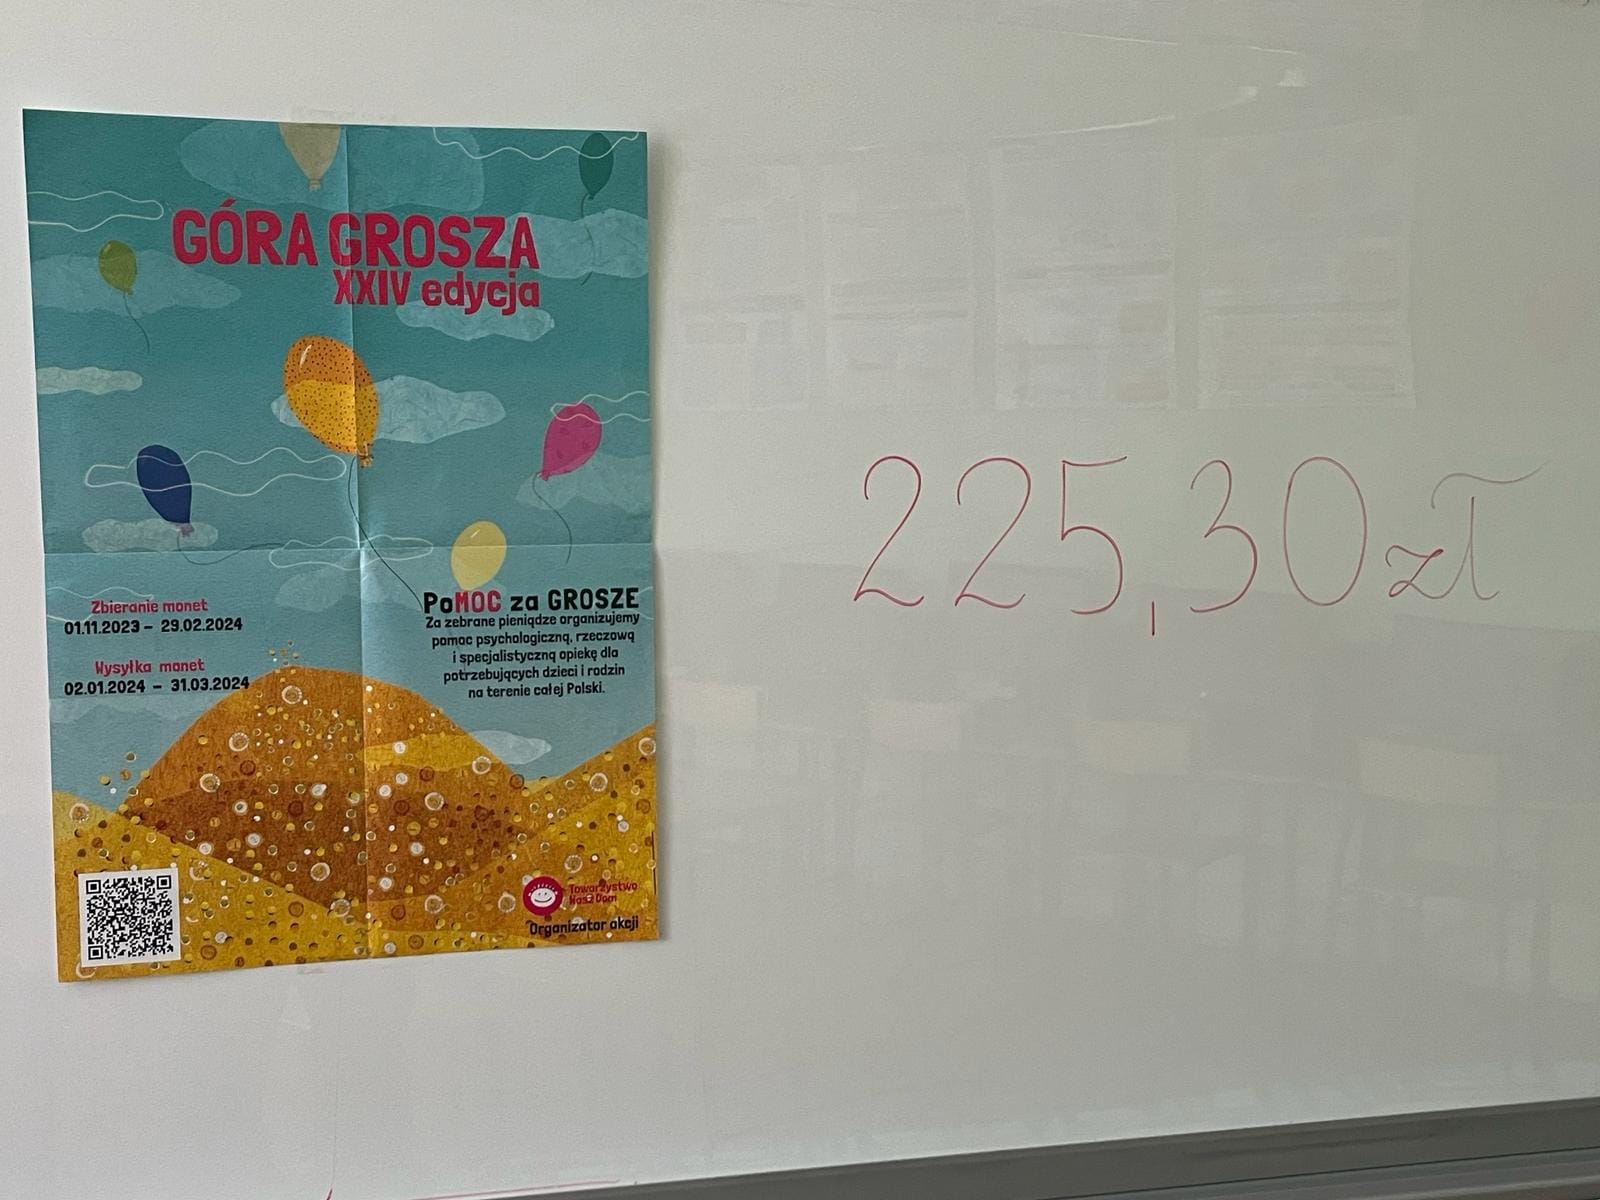 GÓRA GROSZA
XXIV edycja
Zbieranie monet
01.11.2023 – 29.02.2024
Wysyłka monet
02.01.2024 – 31.03.2024
PoMOC za GROSZE
Za zebrane pieniądze organizujemy
pomoc psychologiczną, rzeczową
i specjalistyczną opiekę dla
potrzebujących dzieci i rodzin
na terenie całej Polski.
Towarzystwo
Nasz Dom
Organizator akcji
225,30 zł